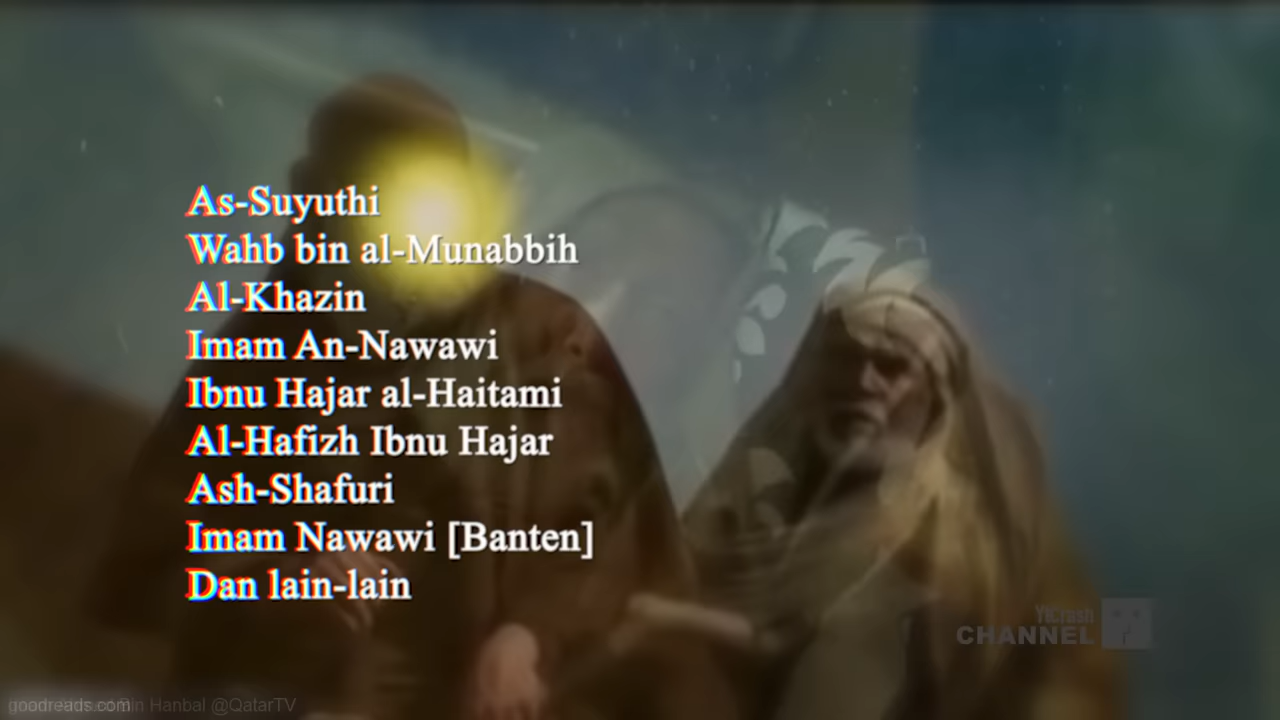 As-Suyuthi
Wahb bin al-Munabbih
Al-Khazin
Imam An-Nawawi
Ibnu Hajar al-Haitami
Al-Hafizh Ibnu Hajar
Ash-Shafuri
Imam Nawawi [Banten]
Dan lain-lain
CHANNEL
goodreads.com Bin Hanbal @QatarTV